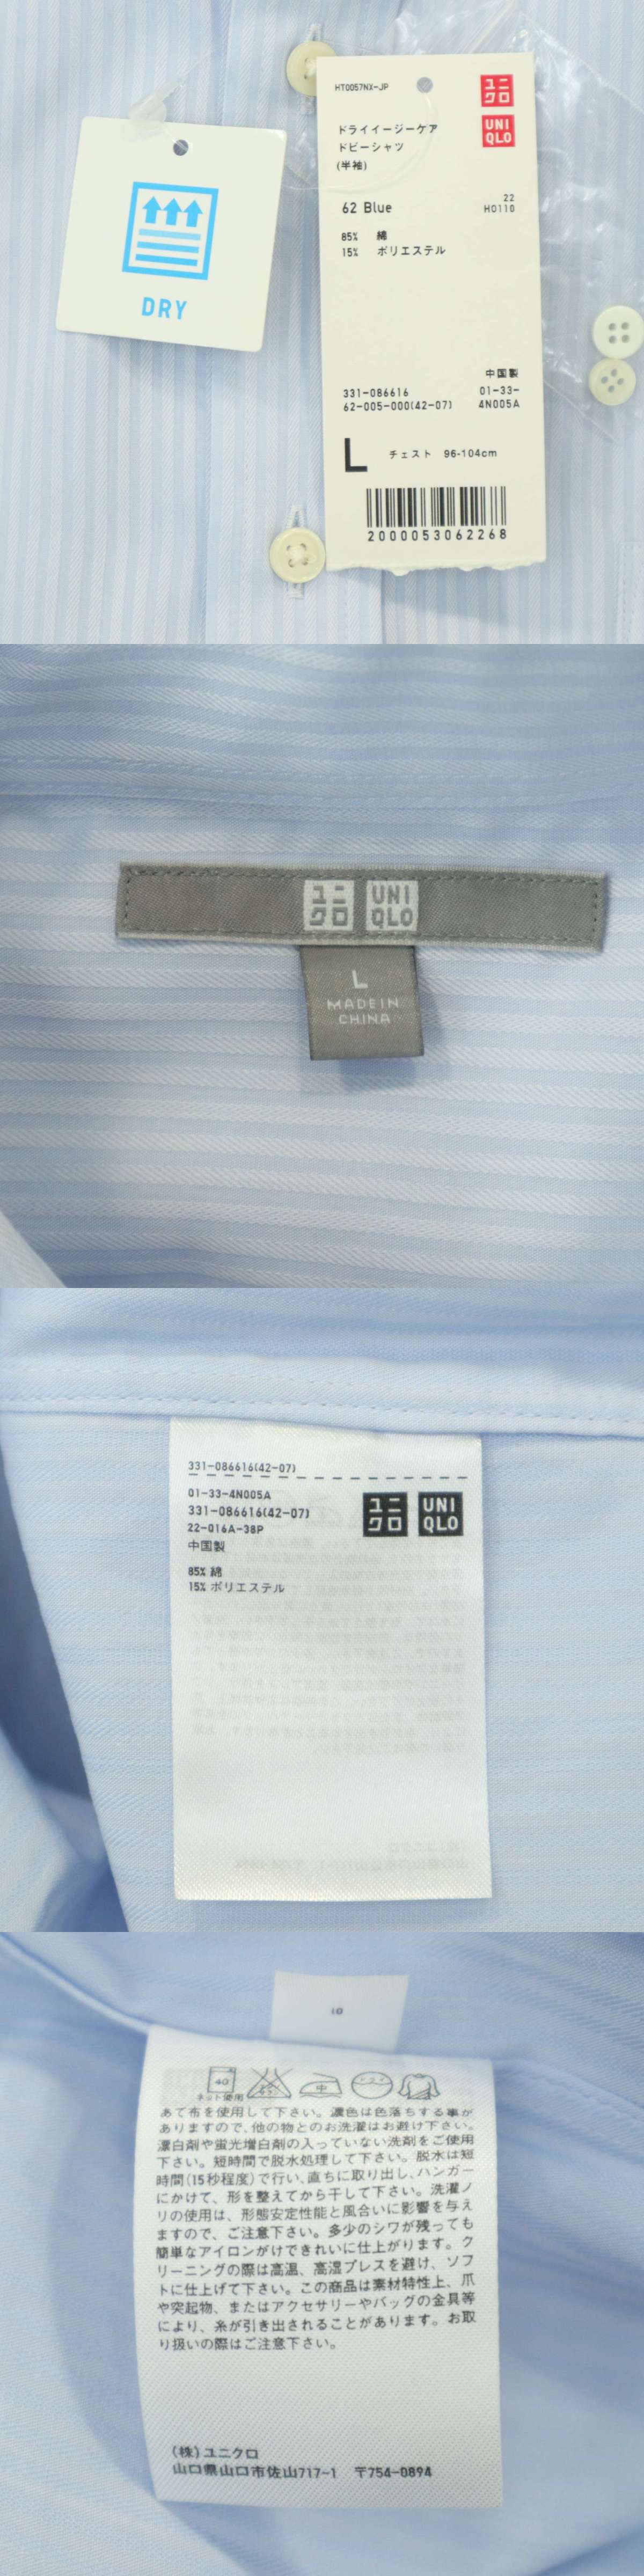 HT0057NX-JP
ユニ
クロ
UNI
QLO
ドライイージーケア
ドビーシャツ
(半袖)
62 Blue
22
H0110
85% 綿
15% ポリエステル
DRY
中国製
331-086616
01-33-
62-005-000(42-07)
4N005A
L チェスト 96-104cm
2000053062268
ユニ
クロ
UNI
QLO
L
MADE IN
CHINA
331-086616(42-07)
01-33-4N005A
331-086616(42-07)
22-016A-38P
中国製
85% 綿
15% ポリエステル
ユニ
クロ
UNI
QLO
10
40
中
ネット使用
あて布を使用して下さい。濃色は色落ちする事が
ありますので、他の物とのお洗濯はお避け下さい。
漂白剤や蛍光増白剤の入っていない洗剤をご使用
下さい。短時間で脱水処理して下さい。脱水は短
時間(15秒程度)で行い、直ちに取り出し、ハンガー
にかけて、形を整えてから干して下さい。洗濯ノ
リの使用は、形態安定性能と風合いに影響を与え
ますので、ご注意下さい。多少のシワが残っても
簡単なアイロンがけできれいに仕上がります。ク
リーニングの際は高温、高湿プレスを避け、ソフ
トに仕上げて下さい。この商品は素材特性上、爪
や突起物、またはアクセサリーやバッグの金具等
により、糸が引き出されることがあります。お取
り扱いの際はご注意下さい。
(株)ユニクロ
山口県山口市佐山717-1 〒754-0894